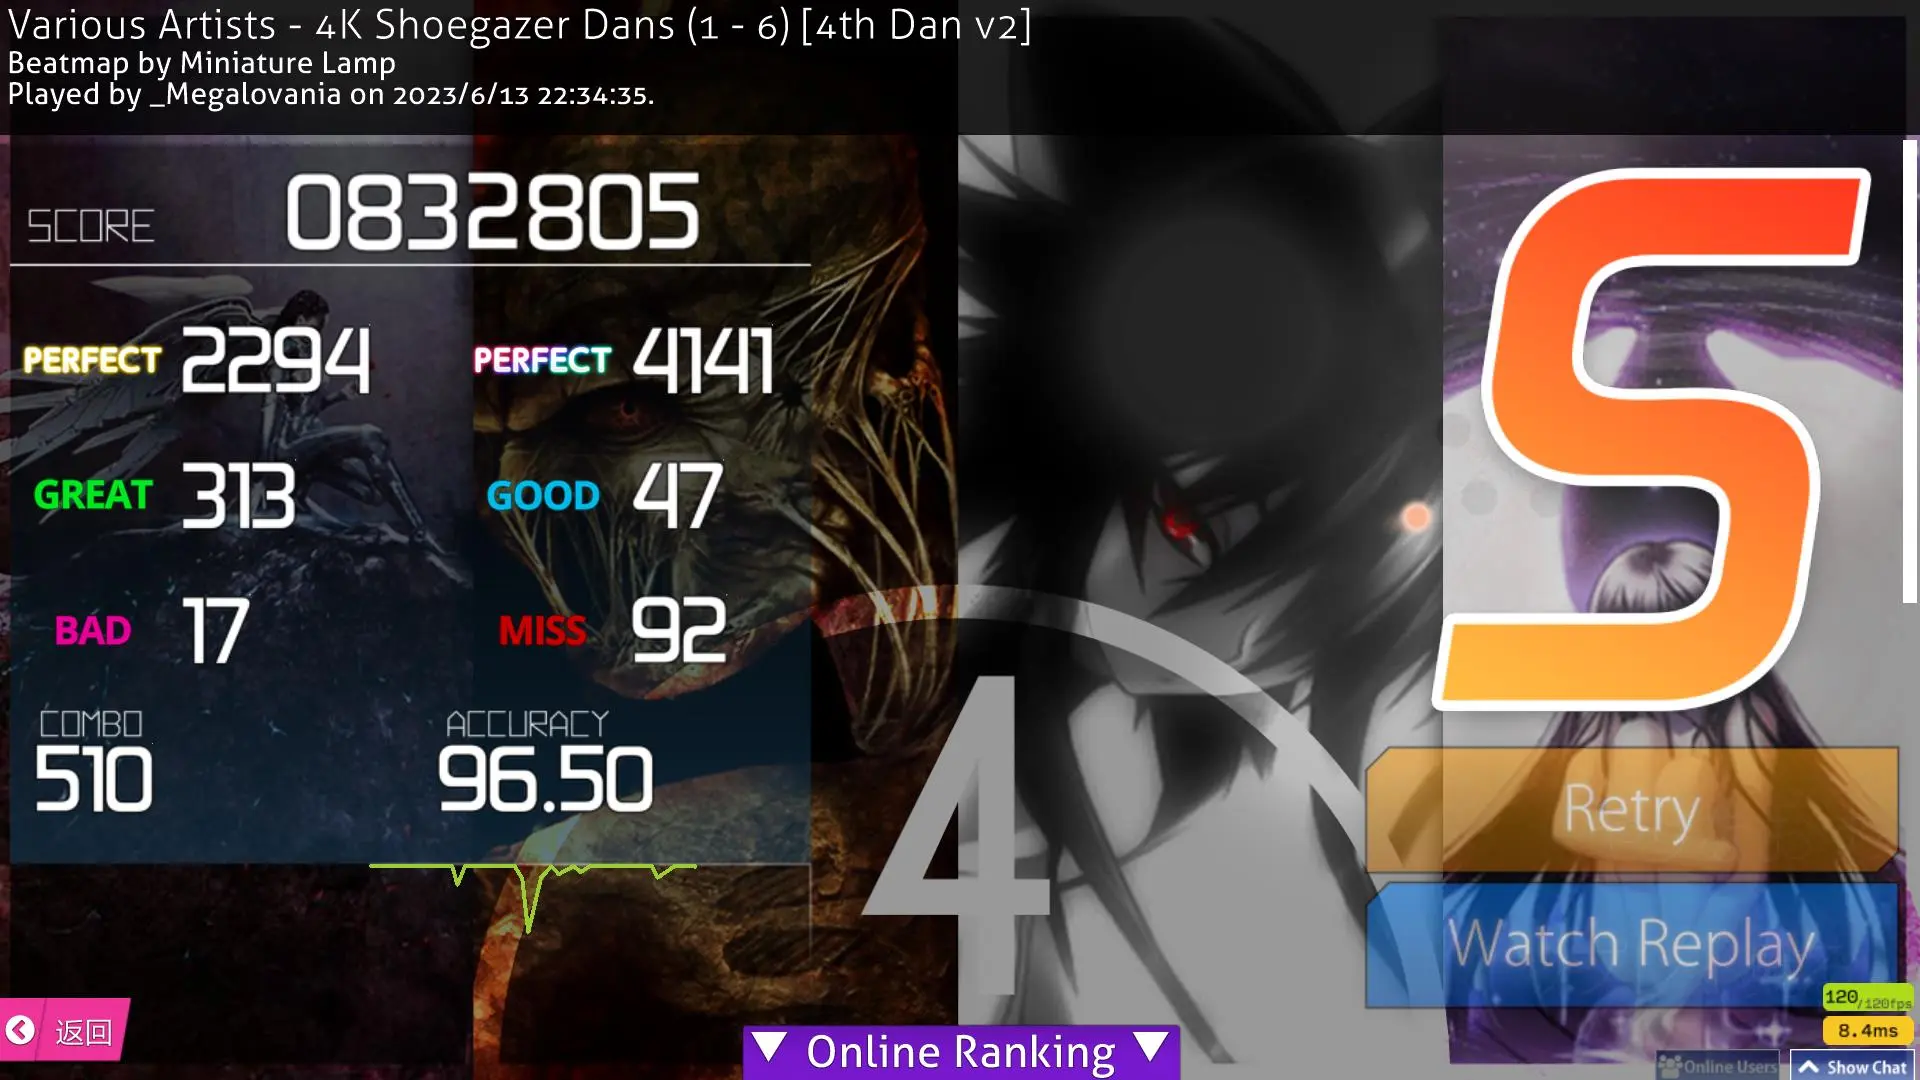 Various Artists - 4K Shoegazer Dans (1 - 6) [4th Dan v2]
Beatmap by Miniature Lamp
Played by _Megalovania on 2023/6/13 22:34:35.
SCORE 0832805
PERFECT 2294 PERFECT 4141
GREAT 313 GOOD 47
BAD 17 MISS 92
COMBO ACCURACY
510 96.50
4
S
Retry
Watch Replay
120/120fps
8.4ms
返回
Online Ranking
Online Users
Show Chat